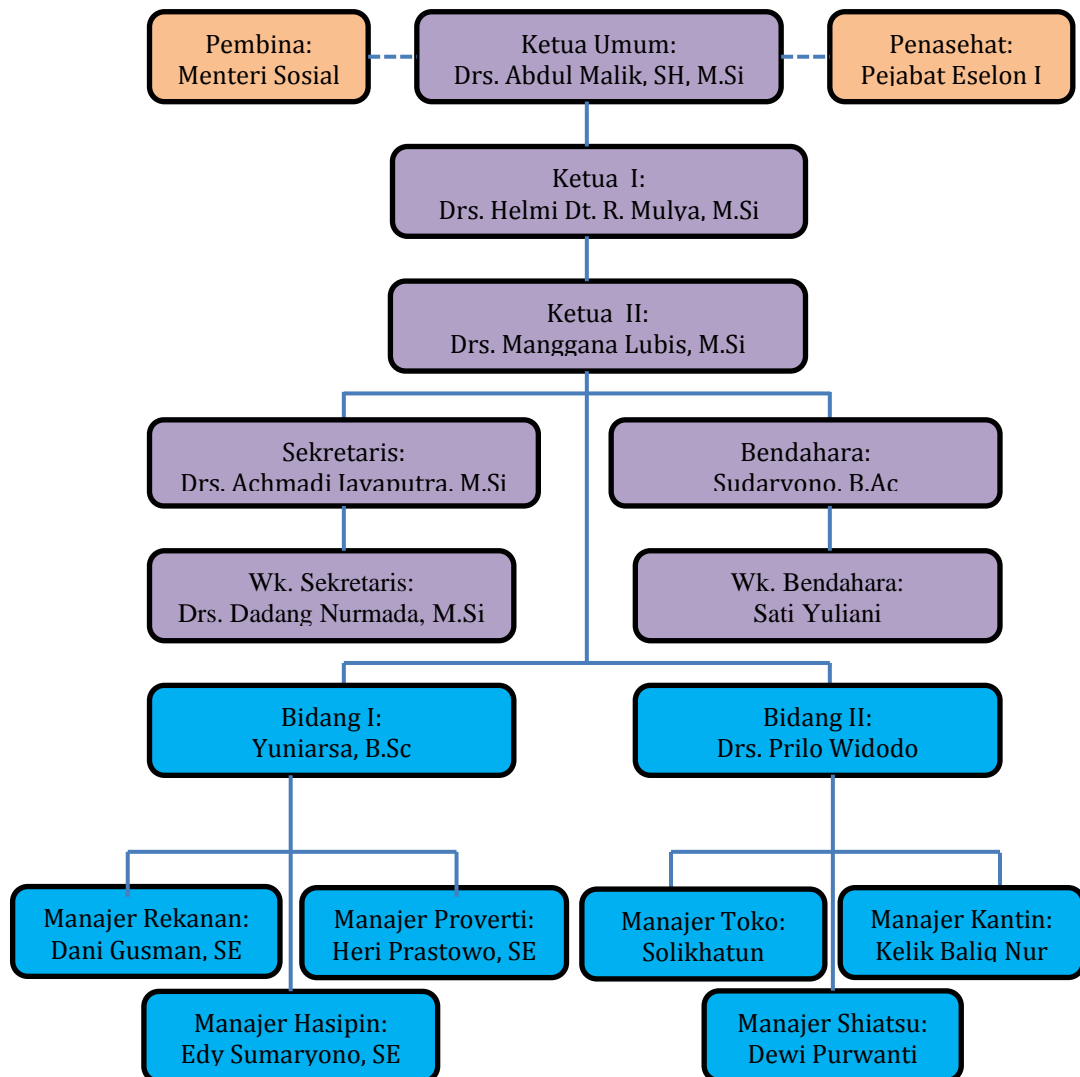 Pembina:
Menteri Sosial
Ketua Umum:
Drs. Abdul Malik, SH, M.Si
Penasehat:
Pejabat Eselon I
Ketua I:
Drs. Helmi Dt. R. Mulya, M.Si
Ketua II:
Drs. Manggana Lubis, M.Si
Sekretaris:
Drs. Achmadi Jayaputra, M.Si
Bendahara:
Sudaryono, B.Ac
Wk. Sekretaris:
Drs. Dadang Nurmada, M.Si
Wk. Bendahara:
Sati Yuliani
Bidang I:
Yuniarsa, B.Sc
Bidang II:
Drs. Prilo Widodo
Manajer Rekanan:
Dani Gusman, SE
Manajer Proverti:
Heri Prastowo, SE
Manajer Toko:
Solikhatun
Manajer Kantin:
Kelik Baliq Nur
Manajer Hasipin:
Edy Sumaryono, SE
Manajer Shiatsu:
Dewi Purwanti